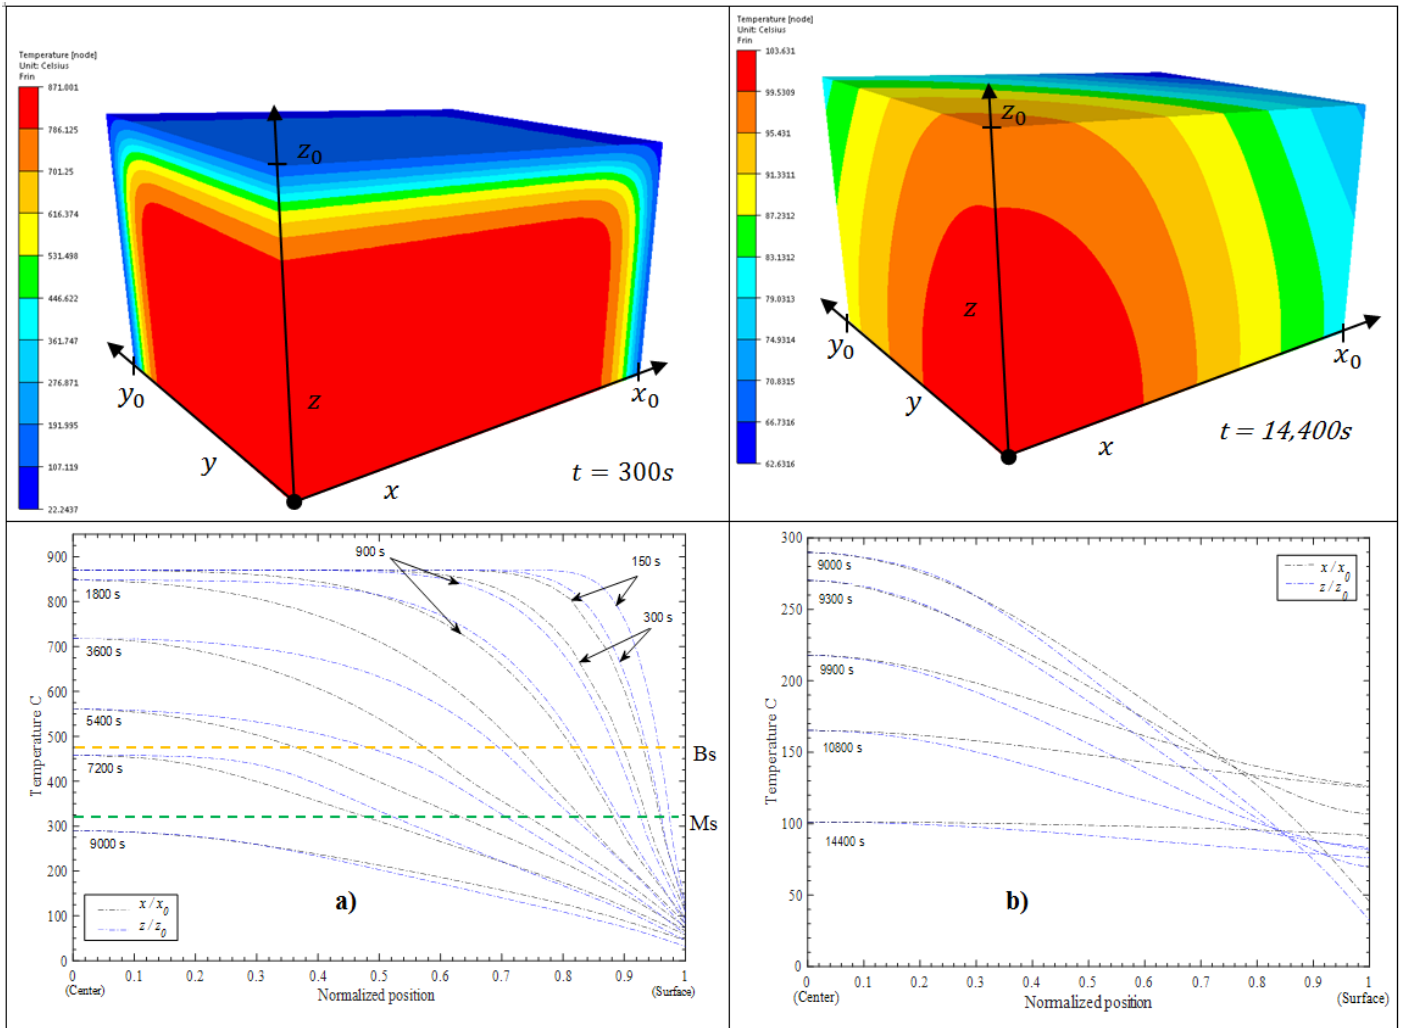 Temperature [node]
Unit: Celsius
Frin
871.001
786.125
701.25
616.374
531.498
446.622
361.747
276.871
191.995
107.119
22.2437
z0
y0
x0
z
y
x
t = 300s
Temperature [node]
Unit: Celsius
Frin
103.631
99.5309
95.431
91.3311
87.2312
83.1312
79.0313
74.9314
70.8315
66.7316
62.6316
z0
z
y0
x0
y
x
t = 14,400s
900
850
800
700
600
500
400
300
200
100
0
Temperature C
900 s
150 s
300 s
1800 s
3600 s
5400 s
7200 s
9000 s
Bs
Ms
x/x0
z/z0
a)
0 0.1 0.2 0.3 0.4 0.5 0.6 0.7 0.8 0.9 1
(Center) Normalized position (Surface)
300
250
200
150
100
50
0
Temperature C
9000 s
9300 s
9900 s
10800 s
14400 s
x/x0
z/z0
b)
0 0.1 0.2 0.3 0.4 0.5 0.6 0.7 0.8 0.9 1
(Center) Normalized position (Surface)